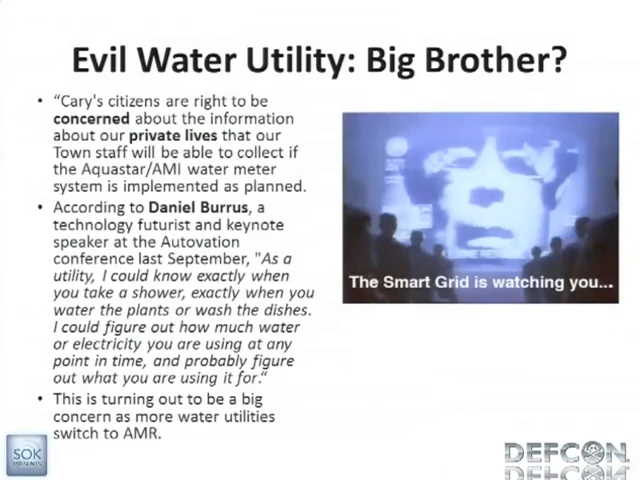 Evil Water Utility: Big Brother?
• “Cary's citizens are right to be
concerned about the information
about our private lives that our
Town staff will be able to collect if
the Aquastar/AMI water meter
system is implemented as planned.
• According to Daniel Burrus, a
technology futurist and keynote
speaker at the Autovation
conference last September, "As a
utility, I could know exactly when
you take a shower, exactly when you
water the plants or wash the dishes.
I could figure out how much water
or electricity you are using at any
point in time, and probably figure
out what you are using it for.“
• This is turning out to be a big
concern as more water utilities
switch to AMR.
The Smart Grid is watching you...
SOK
DEFCON